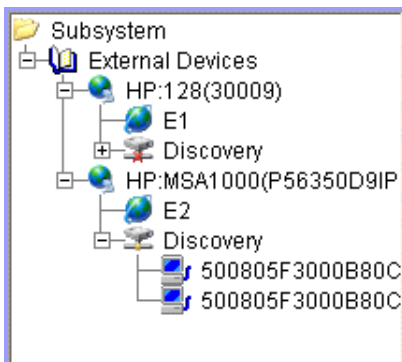 Subsystem
External Devices
HP:128(30009)
E1
Discovery
HP:MSA1000(P56350D9IP
E2
Discovery
500805F3000B80C
500805F3000B80C